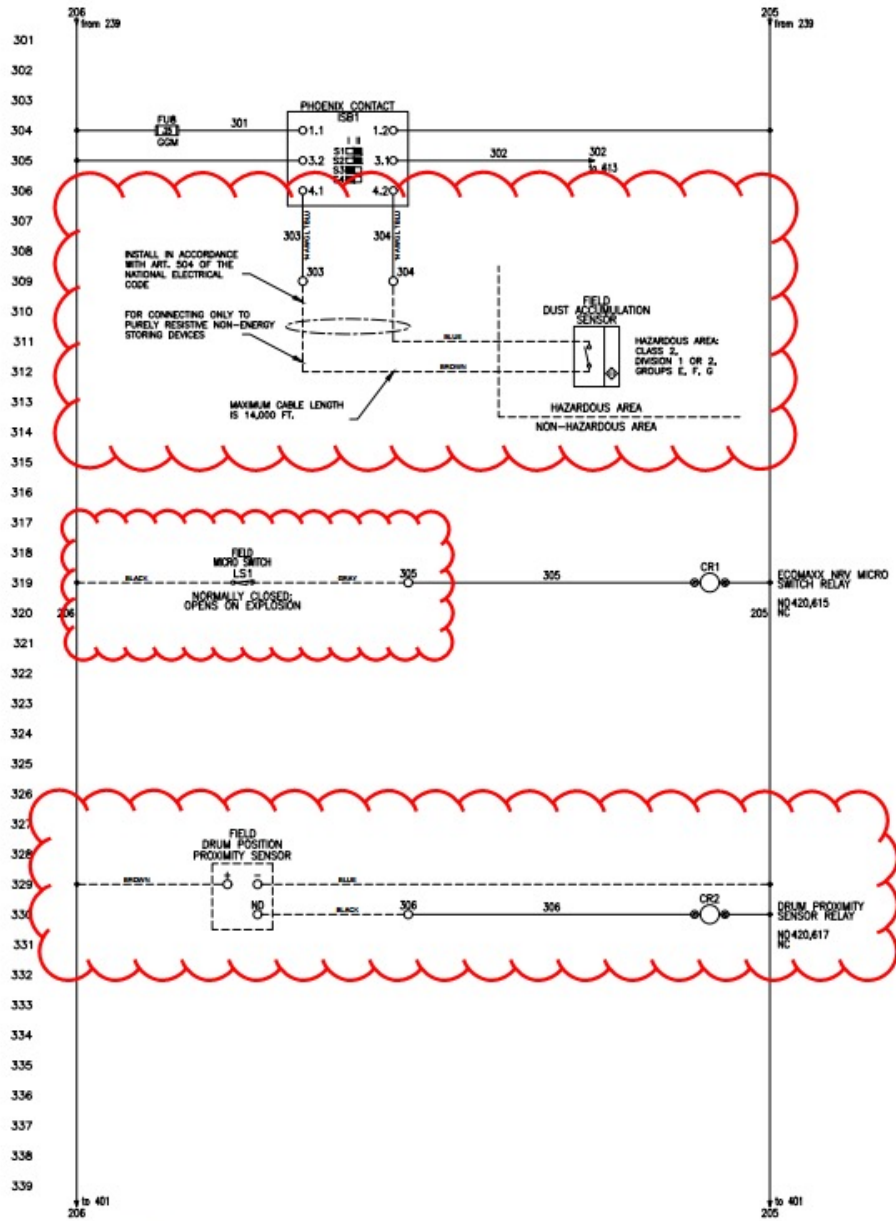 206
from 239
205
from 239
301
302
303
PHOENIX CONTACT
ISB1
FU8
301
304
.25
GGM
1.1
1.2
I II
S1
S2
S3
S4
305
3.2
3.1
302
302
to 413
306
4.1
4.2
307
303
304
308
INSTALL IN ACCORDANCE
WITH ART. 504 OF THE
NATIONAL ELECTRICAL
CODE
309
303
304
310
FOR CONNECTING ONLY TO
PURELY RESISTIVE NON-ENERGY
STORING DEVICES
FIELD
DUST ACCUMULATION
SENSOR
311
BLUE
HAZARDOUS AREA:
CLASS 2,
DIVISION 1 OR 2,
GROUPS E, F, G
312
BROWN
313
MAXIMUM CABLE LENGTH
IS 14,000 FT.
HAZARDOUS AREA
314
NON-HAZARDOUS AREA
315
316
317
318
FIELD
MICRO SWITCH
LS1
319
BLACK
GRAY
305
305
CR1
ECOMAXX NRV MICRO
SWITCH RELAY
NORMALLY CLOSED:
OPENS ON EXPLOSION
NO 420,615
NC
320
206
205
321
322
323
324
325
326
327
328
FIELD
DRUM POSITION
PROXIMITY SENSOR
329
BROWN
+
-
BLUE
330
NO
BLACK
306
306
CR2
DRUM PROXIMITY
SENSOR RELAY
331
NO 420,617
NC
332
333
334
335
336
337
338
339
to 401
206
to 401
205